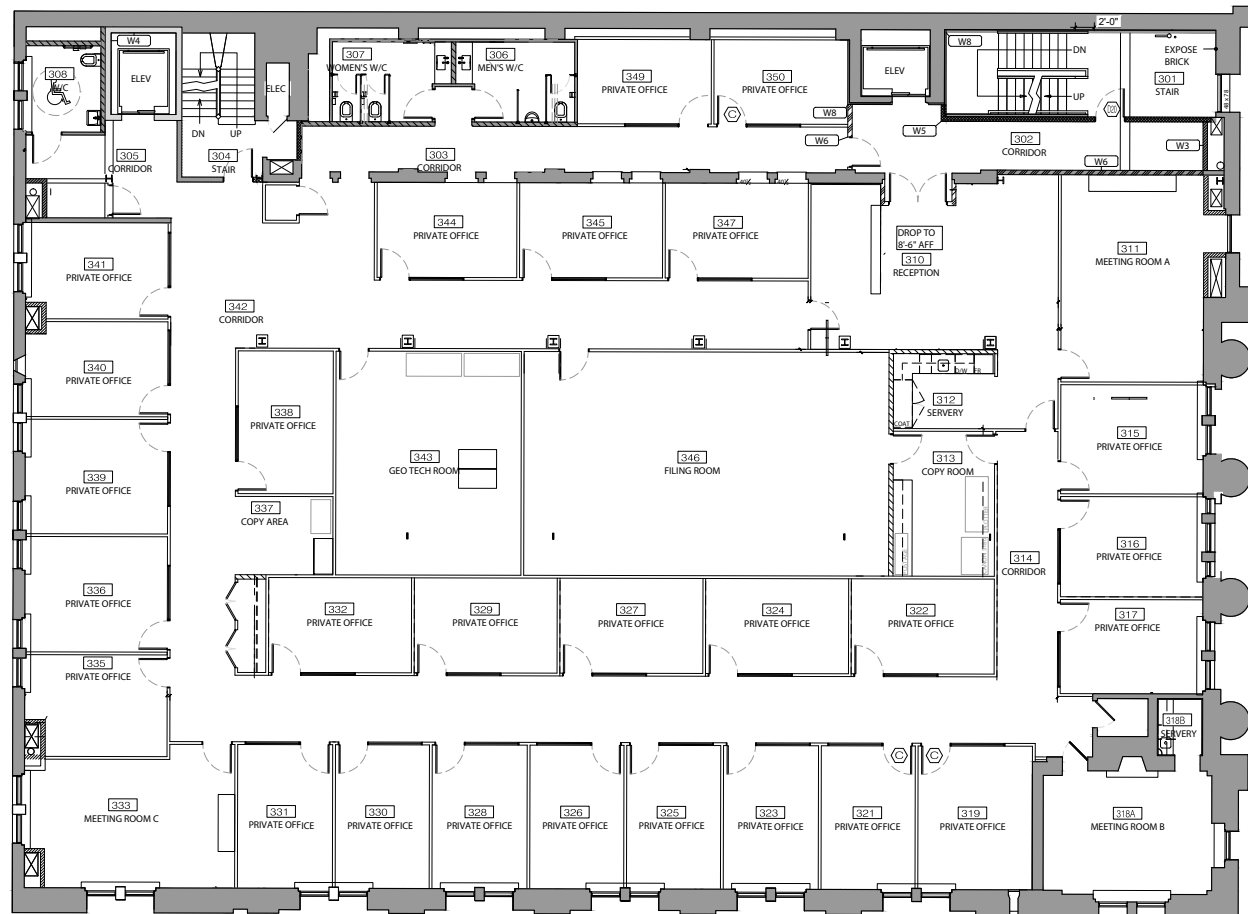 2'-0"
W4
W8
DN
EXPOSE
BRICK
301
STAIR
48 x 78
308
W/C
ELEV
ELEC
307
WOMEN'S W/C
306
MEN'S W/C
349
PRIVATE OFFICE
350
PRIVATE OFFICE
ELEV
UP
C
W8
W5
DN
UP
W6
302
CORRIDOR
W3
W6
305
CORRIDOR
304
STAIR
303
CORRIDOR
344
PRIVATE OFFICE
345
PRIVATE OFFICE
347
PRIVATE OFFICE
DROP TO
8'-6" AFF
310
RECEPTION
311
MEETING ROOM A
341
PRIVATE OFFICE
342
CORRIDOR
H
H
H
H
H
H
340
PRIVATE OFFICE
338
PRIVATE OFFICE
D/W
FR
312
SERVERY
COAT
315
PRIVATE OFFICE
339
PRIVATE OFFICE
343
GEO TECH ROOM
346
FILING ROOM
313
COPY ROOM
337
COPY AREA
316
PRIVATE OFFICE
314
CORRIDOR
336
PRIVATE OFFICE
332
PRIVATE OFFICE
329
PRIVATE OFFICE
327
PRIVATE OFFICE
324
PRIVATE OFFICE
322
PRIVATE OFFICE
317
PRIVATE OFFICE
335
PRIVATE OFFICE
318B
SERVERY
C
C
333
MEETING ROOM C
331
PRIVATE OFFICE
330
PRIVATE OFFICE
328
PRIVATE OFFICE
326
PRIVATE OFFICE
325
PRIVATE OFFICE
323
PRIVATE OFFICE
321
PRIVATE OFFICE
319
PRIVATE OFFICE
318A
MEETING ROOM B